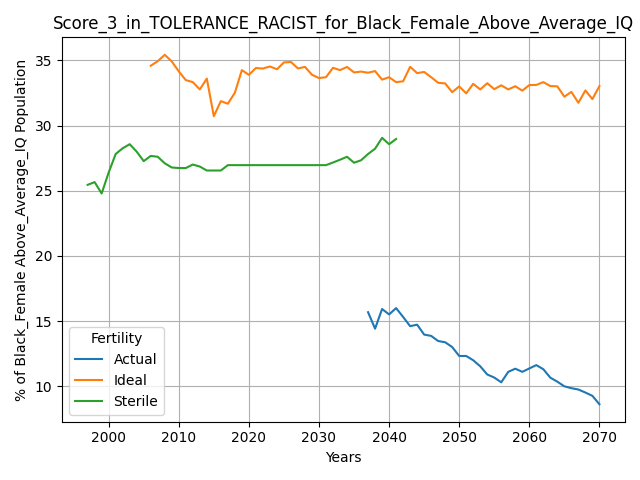 Score_3_in_TOLERANCE_RACIST_for_Black_Female_Above_Average_IQ
% of Black_Female Above_Average_IQ Population
35
30
25
20
15
10
Fertility
Actual
Ideal
Sterile
2000 2010 2020 2030 2040 2050 2060 2070
Years